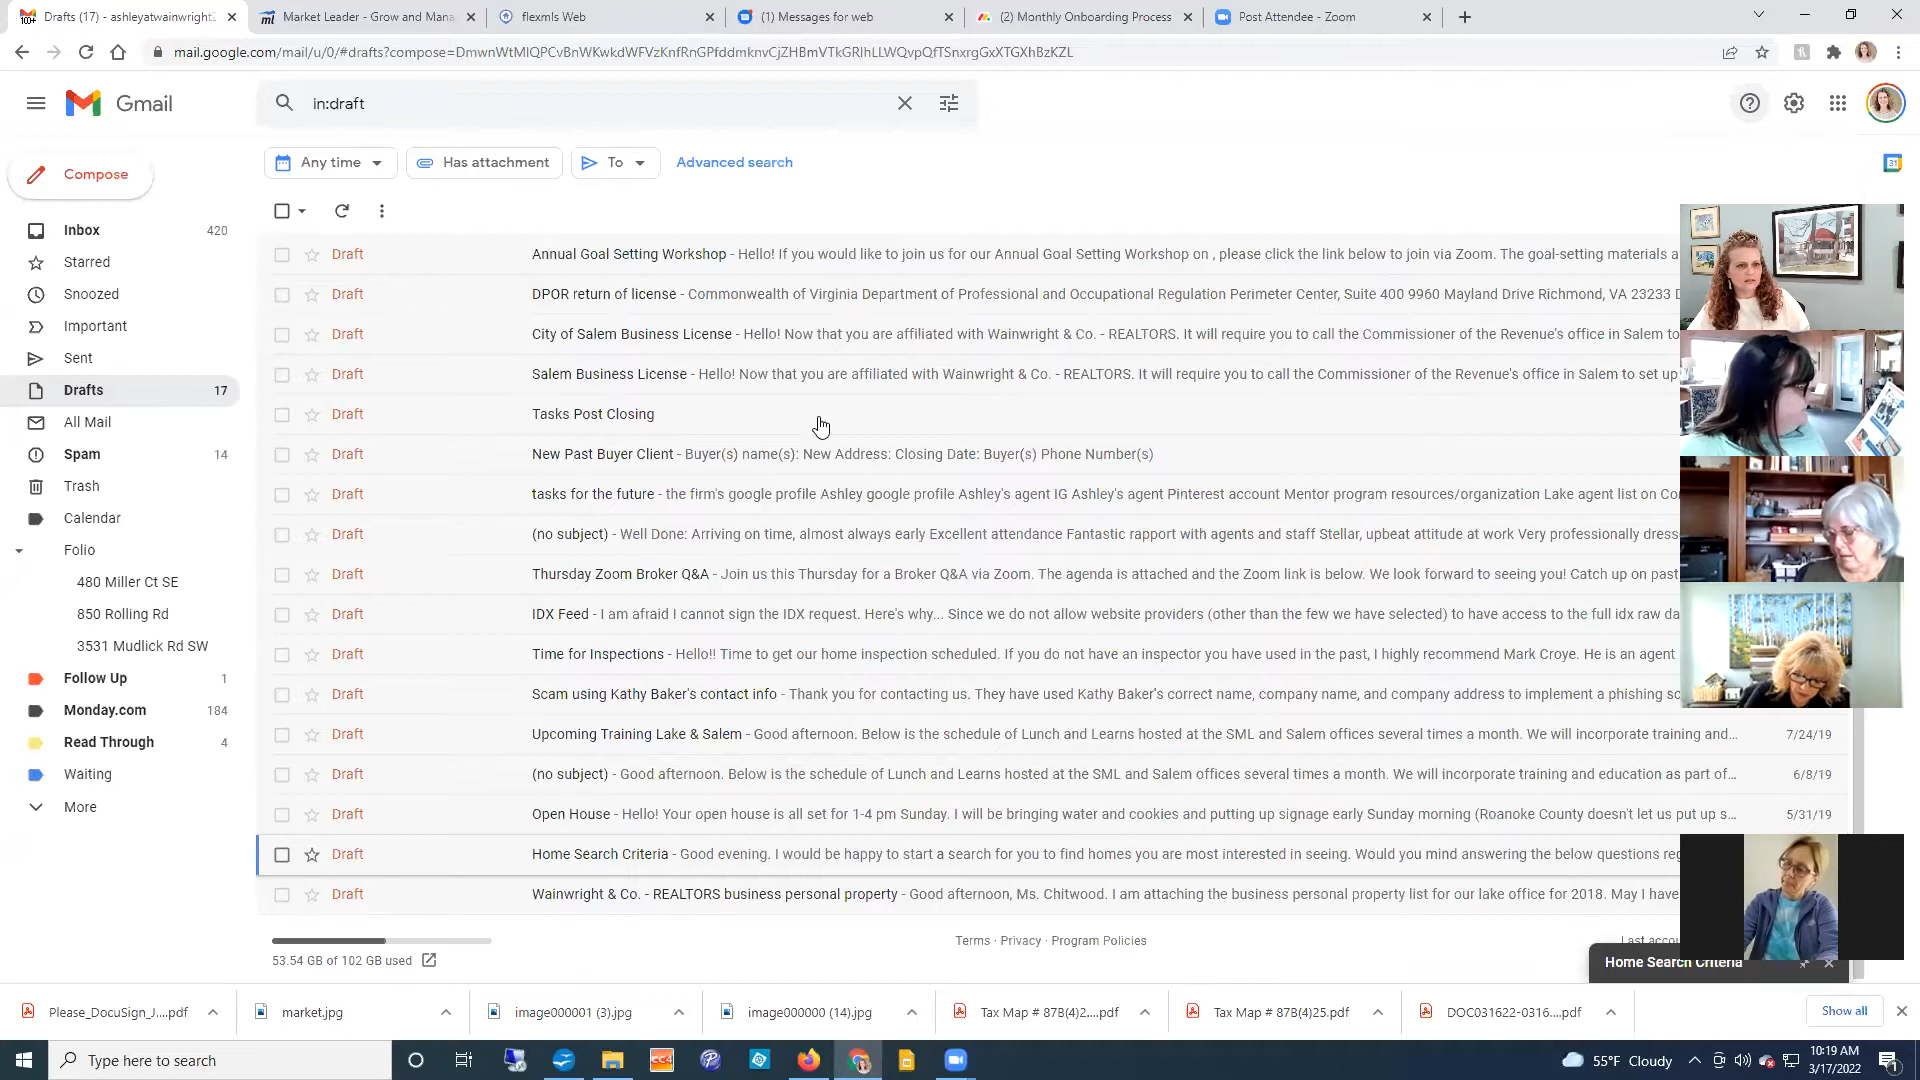 Drafts (17) - ashleyatwainwright
Market Leader - Grow and Mana
flexmls Web
(1) Messages for web
(2) Monthly Onboarding Process
Post Attendee - Zoom
mail.google.com/mail/u/0/#drafts?compose=
Gmail
in:draft
Any time
Has attachment
To
Advanced search
31
Compose
Inbox 420
Starred
Snoozed
Important
Sent
Drafts 17
All Mail
Spam 14
Trash
Calendar
Folio
480 Miller Ct SE
850 Rolling Rd
3531 Mudlick Rd SW
Follow Up 1
Monday.com 184
Read Through 4
Waiting
More
Draft Annual Goal Setting Workshop - Hello! If you would like to join us for our Annual Goal Setting Workshop on , please click the link below to join via Zoom. The goal-setting materials a
Draft DPOR return of license - Commonwealth of Virginia Department of Professional and Occupational Regulation Perimeter Center, Suite 400 9960 Mayland Drive Richmond, VA 23233 D
Draft City of Salem Business License - Hello! Now that you are affiliated with Wainwright & Co. - REALTORS. It will require you to call the Commissioner of the Revenue's office in Salem to
Draft Salem Business License - Hello! Now that you are affiliated with Wainwright & Co. - REALTORS. It will require you to call the Commissioner of the Revenue's office in Salem to set up
Draft Tasks Post Closing
Draft New Past Buyer Client - Buyer(s) name(s): New Address: Closing Date: Buyer(s) Phone Number(s)
Draft tasks for the future - the firm's google profile Ashley google profile Ashley's agent IG Ashley's agent Pinterest account Mentor program resources/organization Lake agent list on Co
Draft (no subject) - Well Done: Arriving on time, almost always early Excellent attendance Fantastic rapport with agents and staff Stellar, upbeat attitude at work Very professionally dresse
Draft Thursday Zoom Broker Q&A - Join us this Thursday for a Broker Q&A via Zoom. The agenda is attached and the Zoom link is below. We look forward to seeing you! Catch up on past
Draft IDX Feed - I am afraid I cannot sign the IDX request. Here's why... Since we do not allow website providers (other than the few we have selected) to have access to the full idx raw da
Draft Time for Inspections - Hello!! Time to get our home inspection scheduled. If you do not have an inspector you have used in the past, I highly recommend Mark Croye. He is an agent
Draft Scam using Kathy Baker's contact info - Thank you for contacting us. They have used Kathy Baker's correct name, company name, and company address to implement a phishing sc
Draft Upcoming Training Lake & Salem - Good afternoon. Below is the schedule of Lunch and Learns hosted at the SML and Salem offices several times a month. We will incorporate training and... 7/24/19
Draft (no subject) - Good afternoon. Below is the schedule of Lunch and Learns hosted at the SML and Salem offices several times a month. We will incorporate training and education as part of... 6/8/19
Draft Open House - Hello! Your open house is all set for 1-4 pm Sunday. I will be bringing water and cookies and putting up signage early Sunday morning (Roanoke County doesn't let us put up s... 5/31/19
Draft Home Search Criteria - Good evening. I would be happy to start a search for you to find homes you are most interested in seeing. Would you mind answering the below questions reg
Draft Wainwright & Co. - REALTORS business personal property - Good afternoon, Ms. Chitwood. I am attaching the business personal property list for our lake office for 2018. May I have
Terms · Privacy · Program Policies
Last accou
53.54 GB of 102 GB used
Home Search Criteria
Please_DocuSign_J....pdf
market.jpg
image000001 (3).jpg
image000000 (14).jpg
Tax Map # 87B(4)2....pdf
Tax Map # 87B(4)25.pdf
DOC031622-0316....pdf
Show all
Type here to search
CC4
55°F Cloudy
10:19 AM
3/17/2022
1